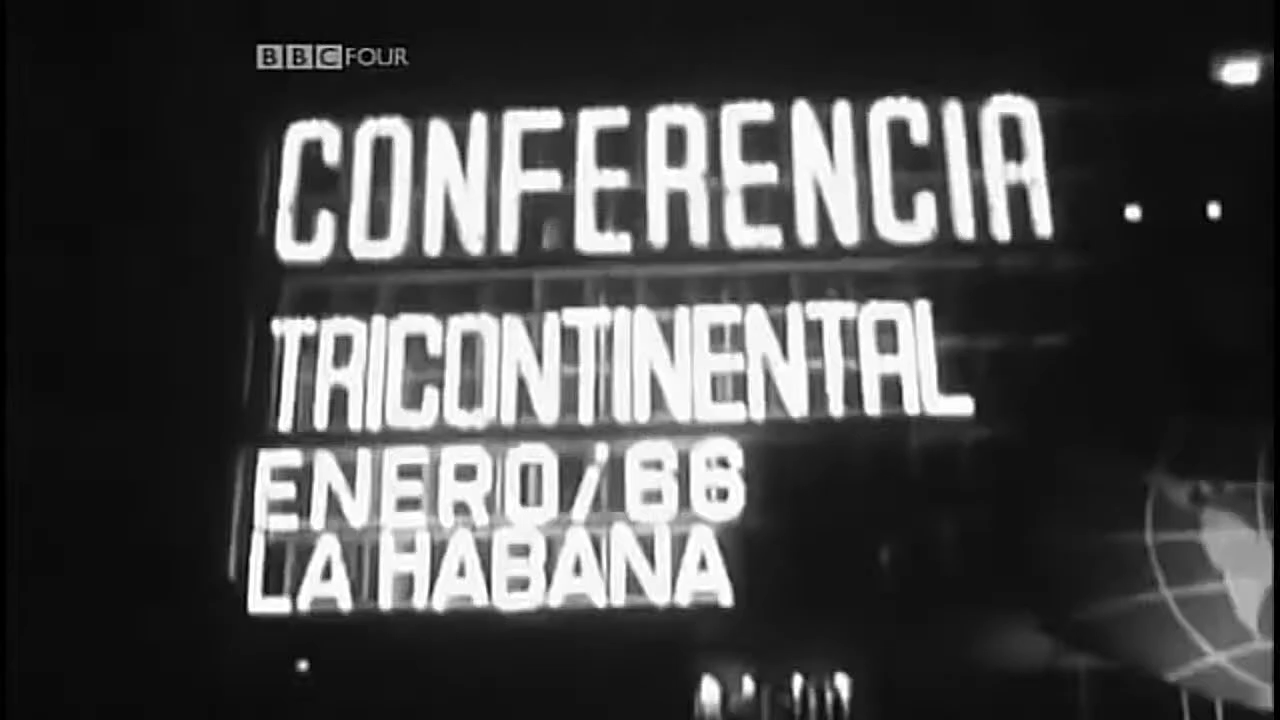 BBC FOUR
CONFERENCIA
TRICONTINENTAL
ENERO/66
LA HABANA